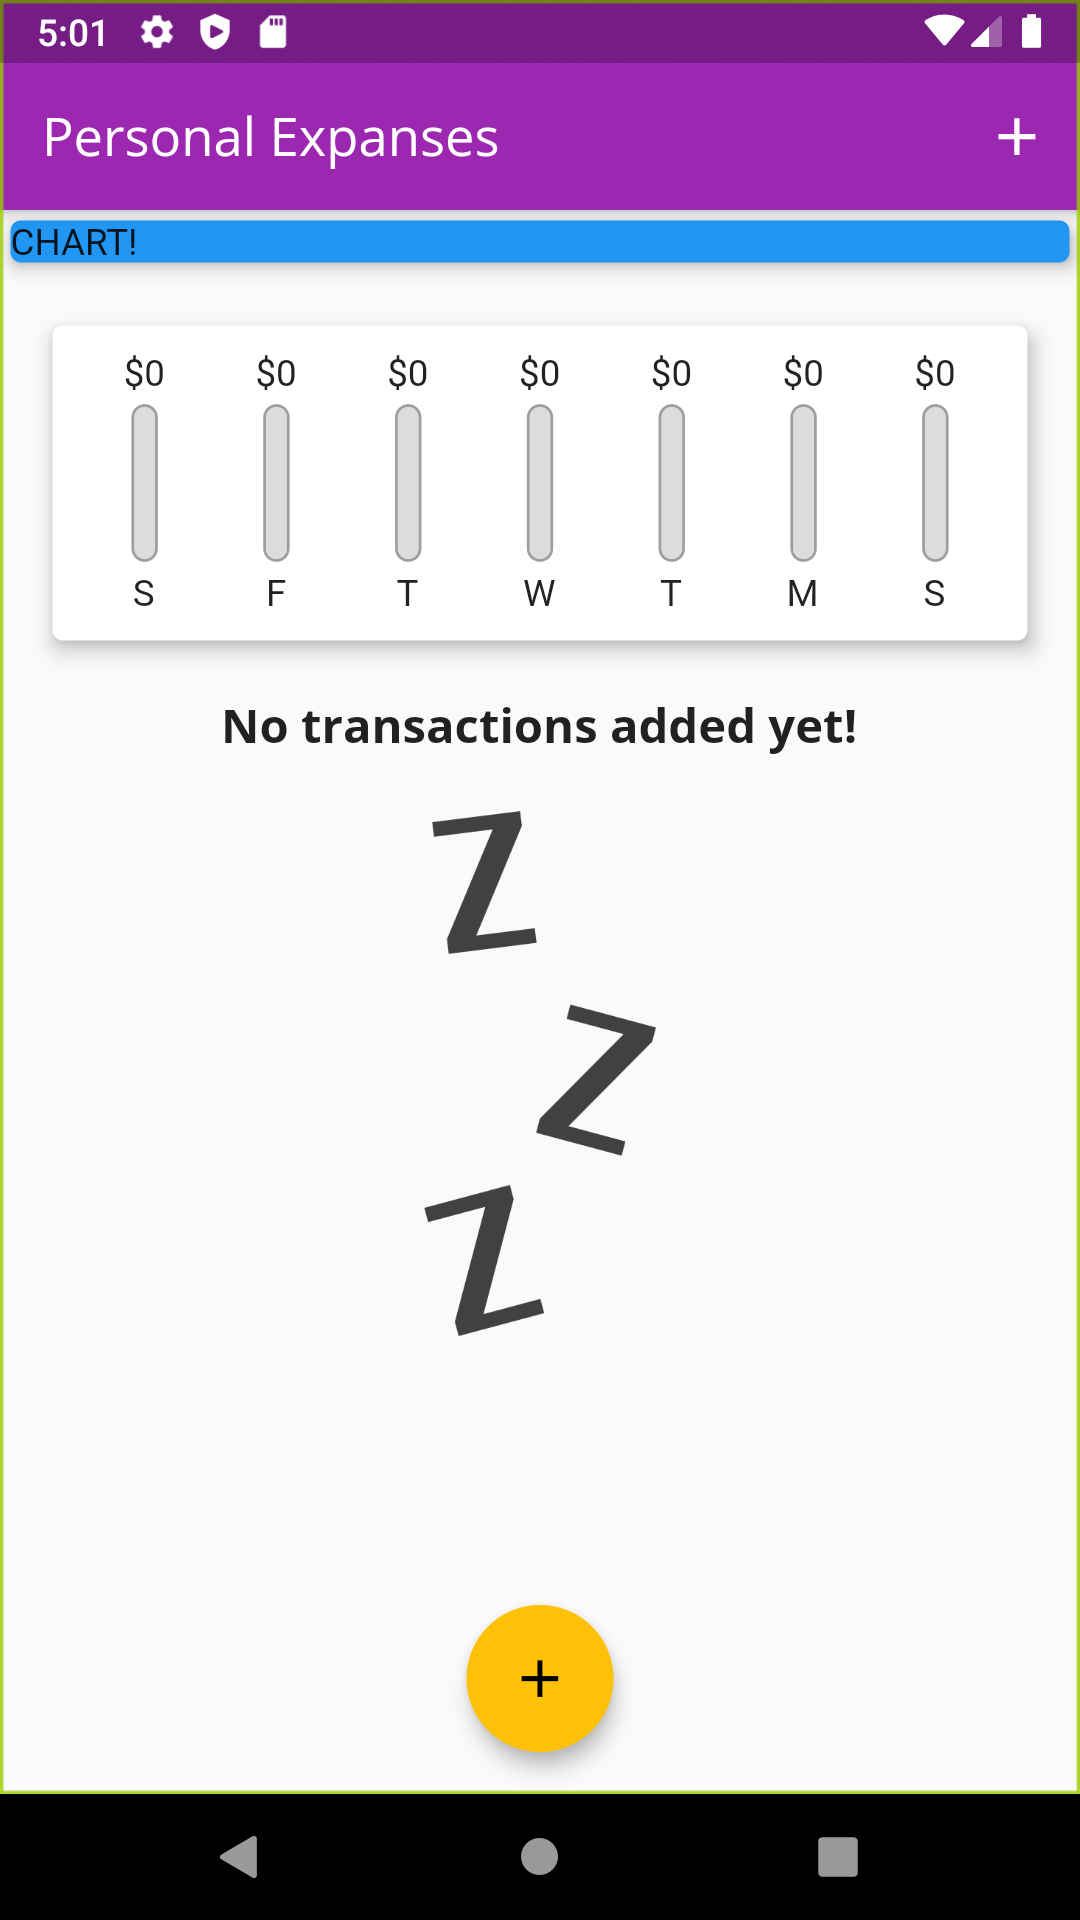 5:01
Personal Expanses
CHART!
$0 $0 $0 $0 $0 $0 $0
S F T W T M S
No transactions added yet!
Z
Z
Z